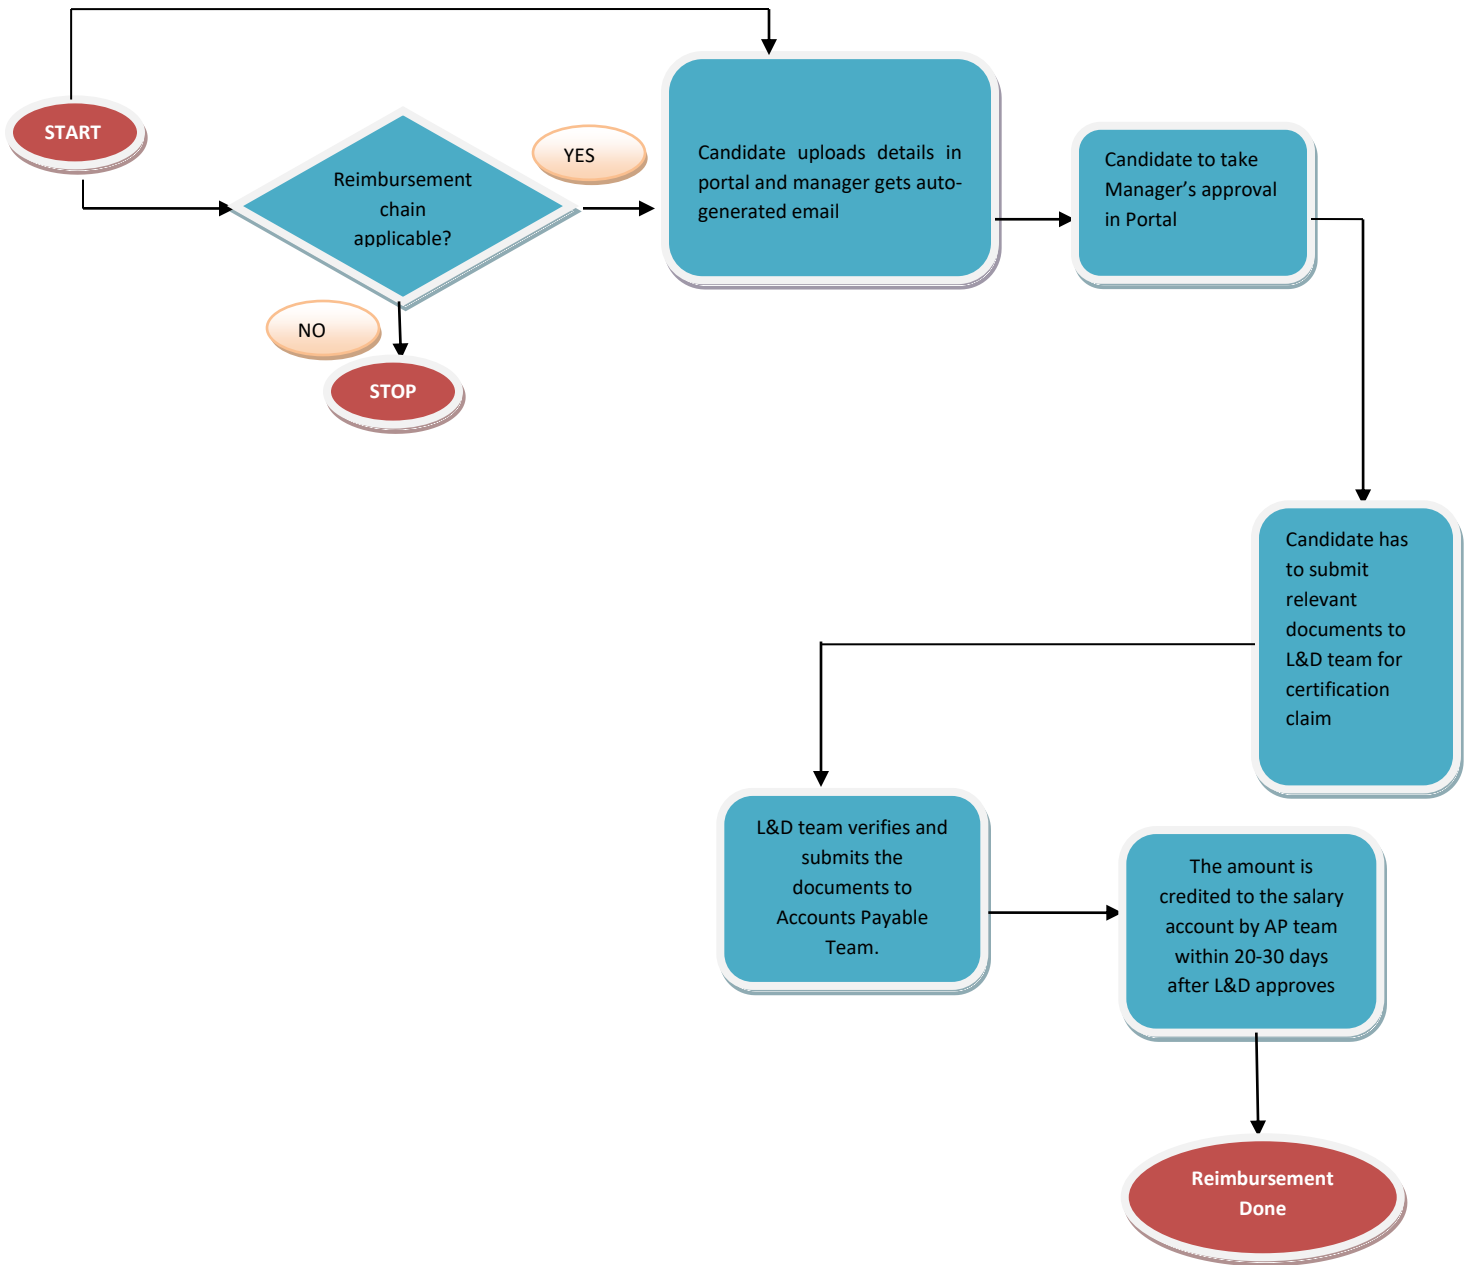 START
Reimbursement
chain
applicable?
YES
NO
STOP
Candidate uploads details in
portal and manager gets auto-
generated email
Candidate to take
Manager’s approval
in Portal
Candidate has
to submit
relevant
documents to
L&D team for
certification
claim
L&D team verifies and
submits the
documents to
Accounts Payable
Team.
The amount is
credited to the salary
account by AP team
within 20-30 days
after L&D approves
Reimbursement
Done